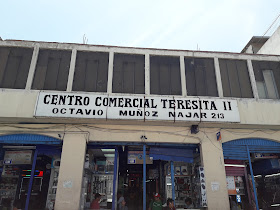 CENTRO COMERCIAL TERESITA II
OCTAVIO MUÑOZ NAJAR 213